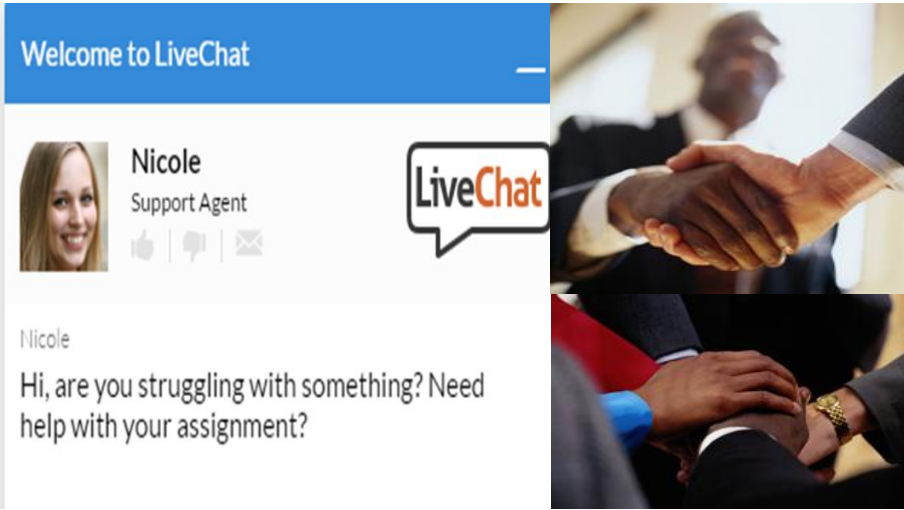 Welcome to LiveChat
Nicole
Support Agent
LiveChat
Nicole
Hi, are you struggling with something? Need
help with your assignment?